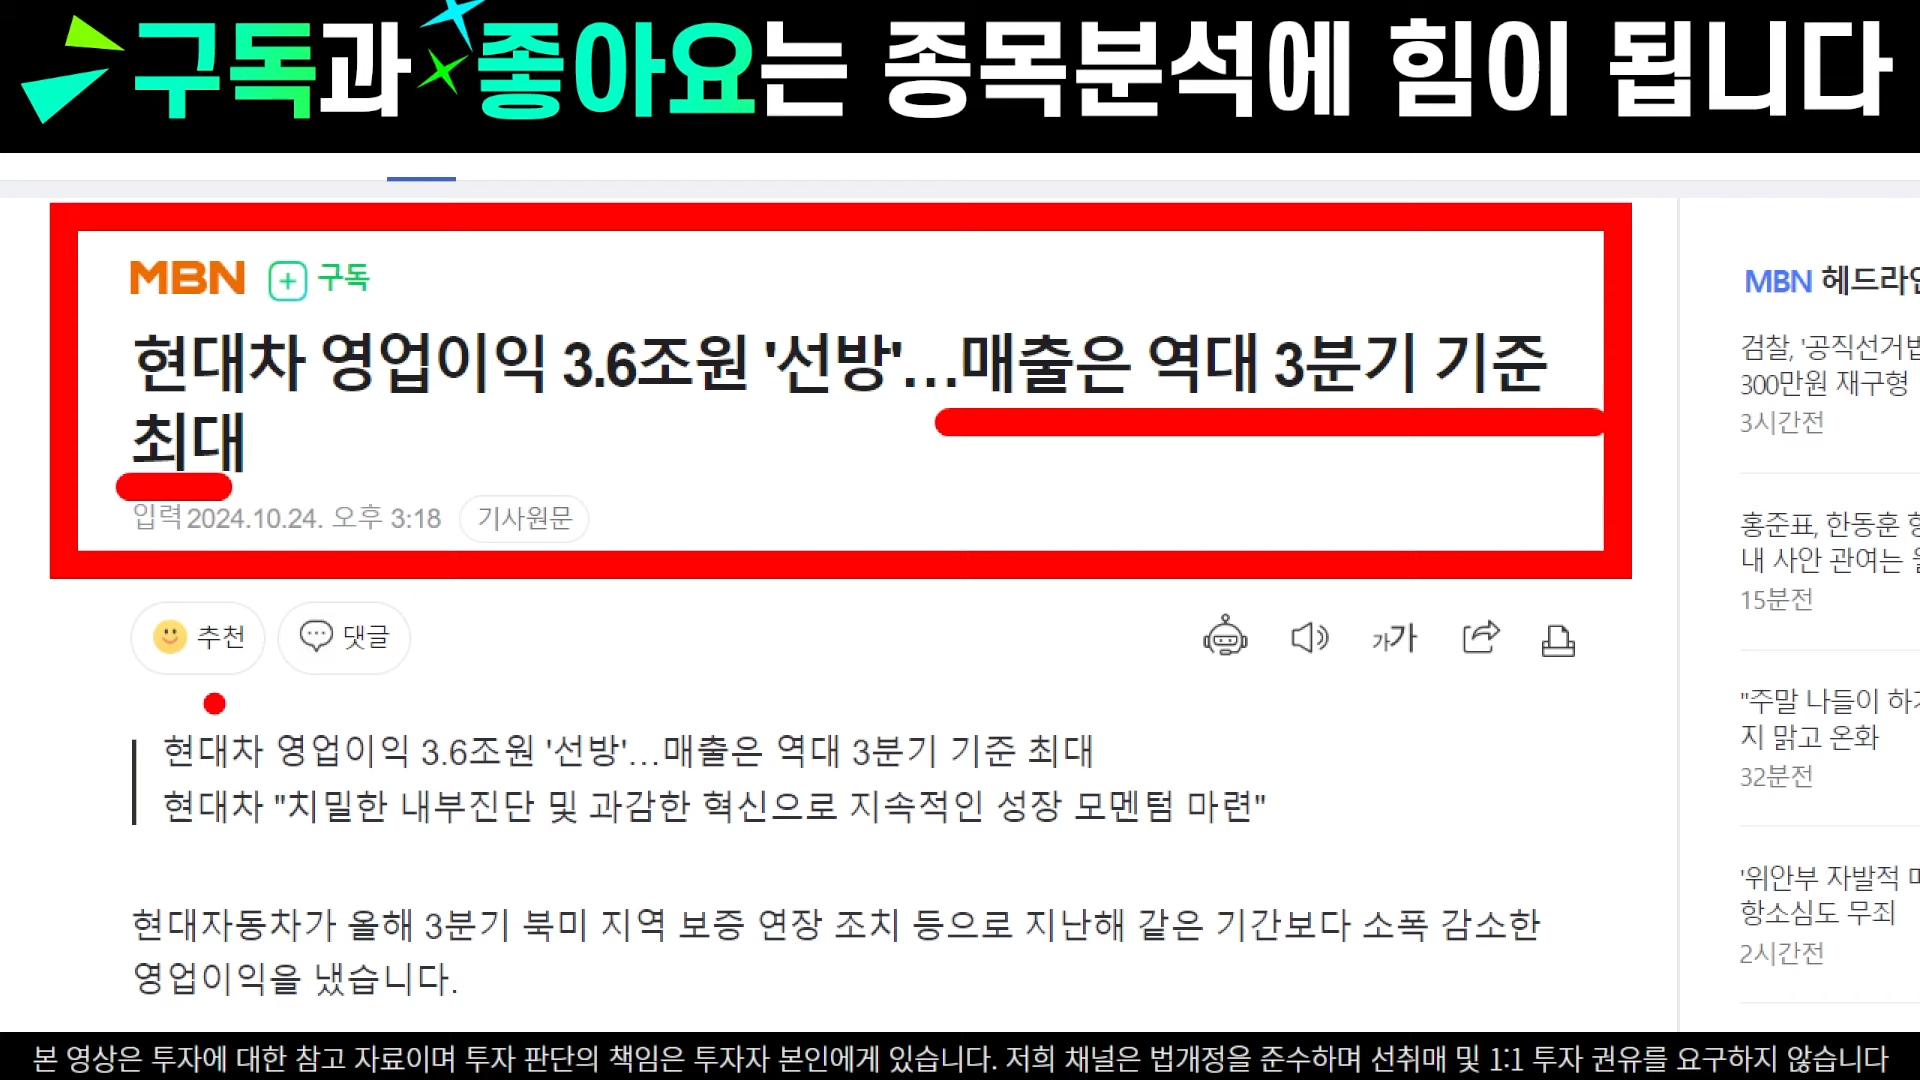 구독과 좋아요는 종목분석에 힘이 됩니다
MBN 구독
현대차 영업이익 3.6조원 '선방'…매출은 역대 3분기 기준
최대
입력 2024.10.24. 오후 3:18 기사원문
추천 댓글
가가
현대차 영업이익 3.6조원 '선방'…매출은 역대 3분기 기준 최대
현대차 "치밀한 내부진단 및 과감한 혁신으로 지속적인 성장 모멘텀 마련"
현대자동차가 올해 3분기 북미 지역 보증 연장 조치 등으로 지난해 같은 기간보다 소폭 감소한
영업이익을 냈습니다.
MBN 헤드라인
검찰, '공직선거법
300만원 재구형
3시간전
홍준표, 한동훈
내 사안 관여는
15분전
"주말 나들이 하기
지 맑고 온화
32분전
'위안부 자발적
항소심도 무죄
2시간전
본 영상은 투자에 대한 참고 자료이며 투자 판단의 책임은 투자자 본인에게 있습니다. 저희 채널은 법개정을 준수하며 선취매 및 1:1 투자 권유를 요구하지 않습니다